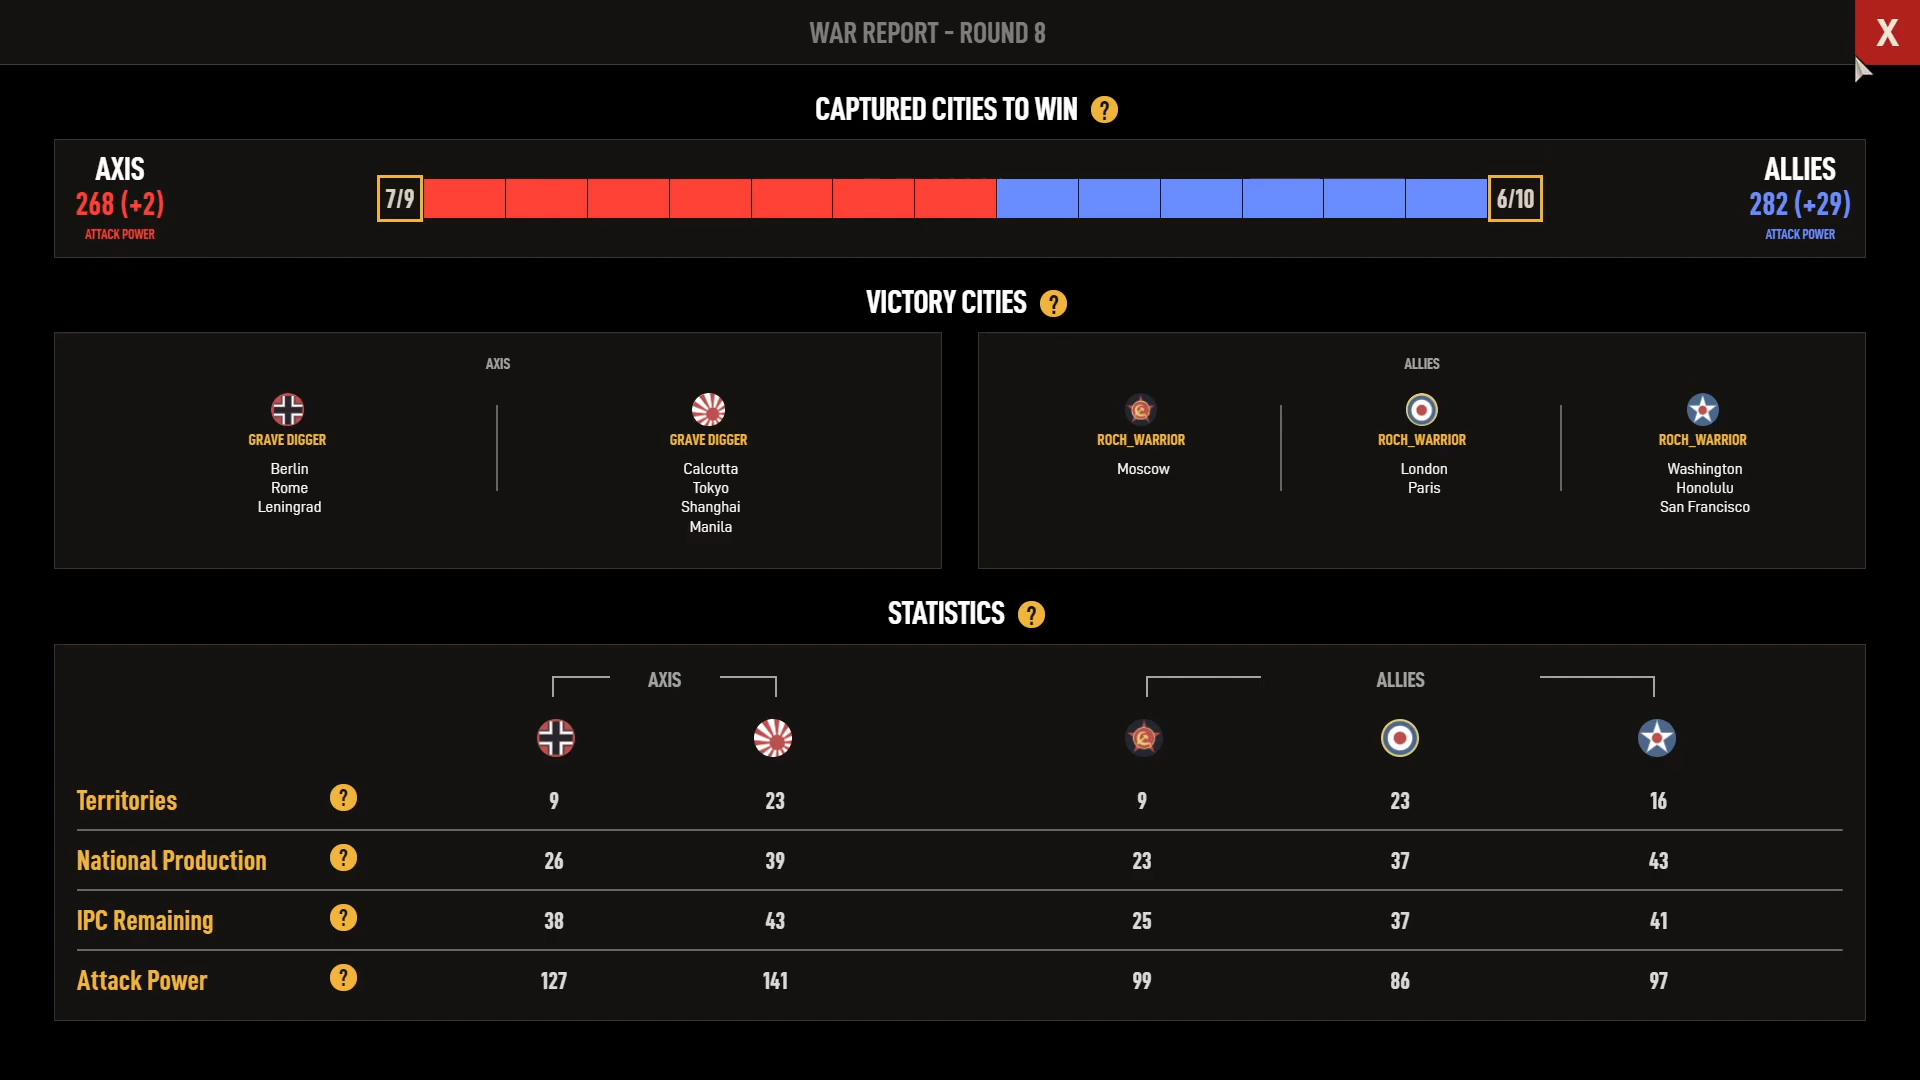 WAR REPORT - ROUND 8
X
CAPTURED CITIES TO WIN ?
AXIS
268 (+2)
ATTACK POWER
7/9
6/10
ALLIES
282 (+29)
ATTACK POWER
VICTORY CITIES ?
AXIS
GRAVE DIGGER
Berlin
Rome
Leningrad
GRAVE DIGGER
Calcutta
Tokyo
Shanghai
Manila
ALLIES
ROCH_WARRIOR
Moscow
ROCH_WARRIOR
London
Paris
ROCH_WARRIOR
Washington
Honolulu
San Francisco
STATISTICS ?
AXIS ALLIES
Territories ? 9 23 9 23 16
National Production ? 26 39 23 37 43
IPC Remaining ? 38 43 25 37 41
Attack Power ? 127 141 99 86 97